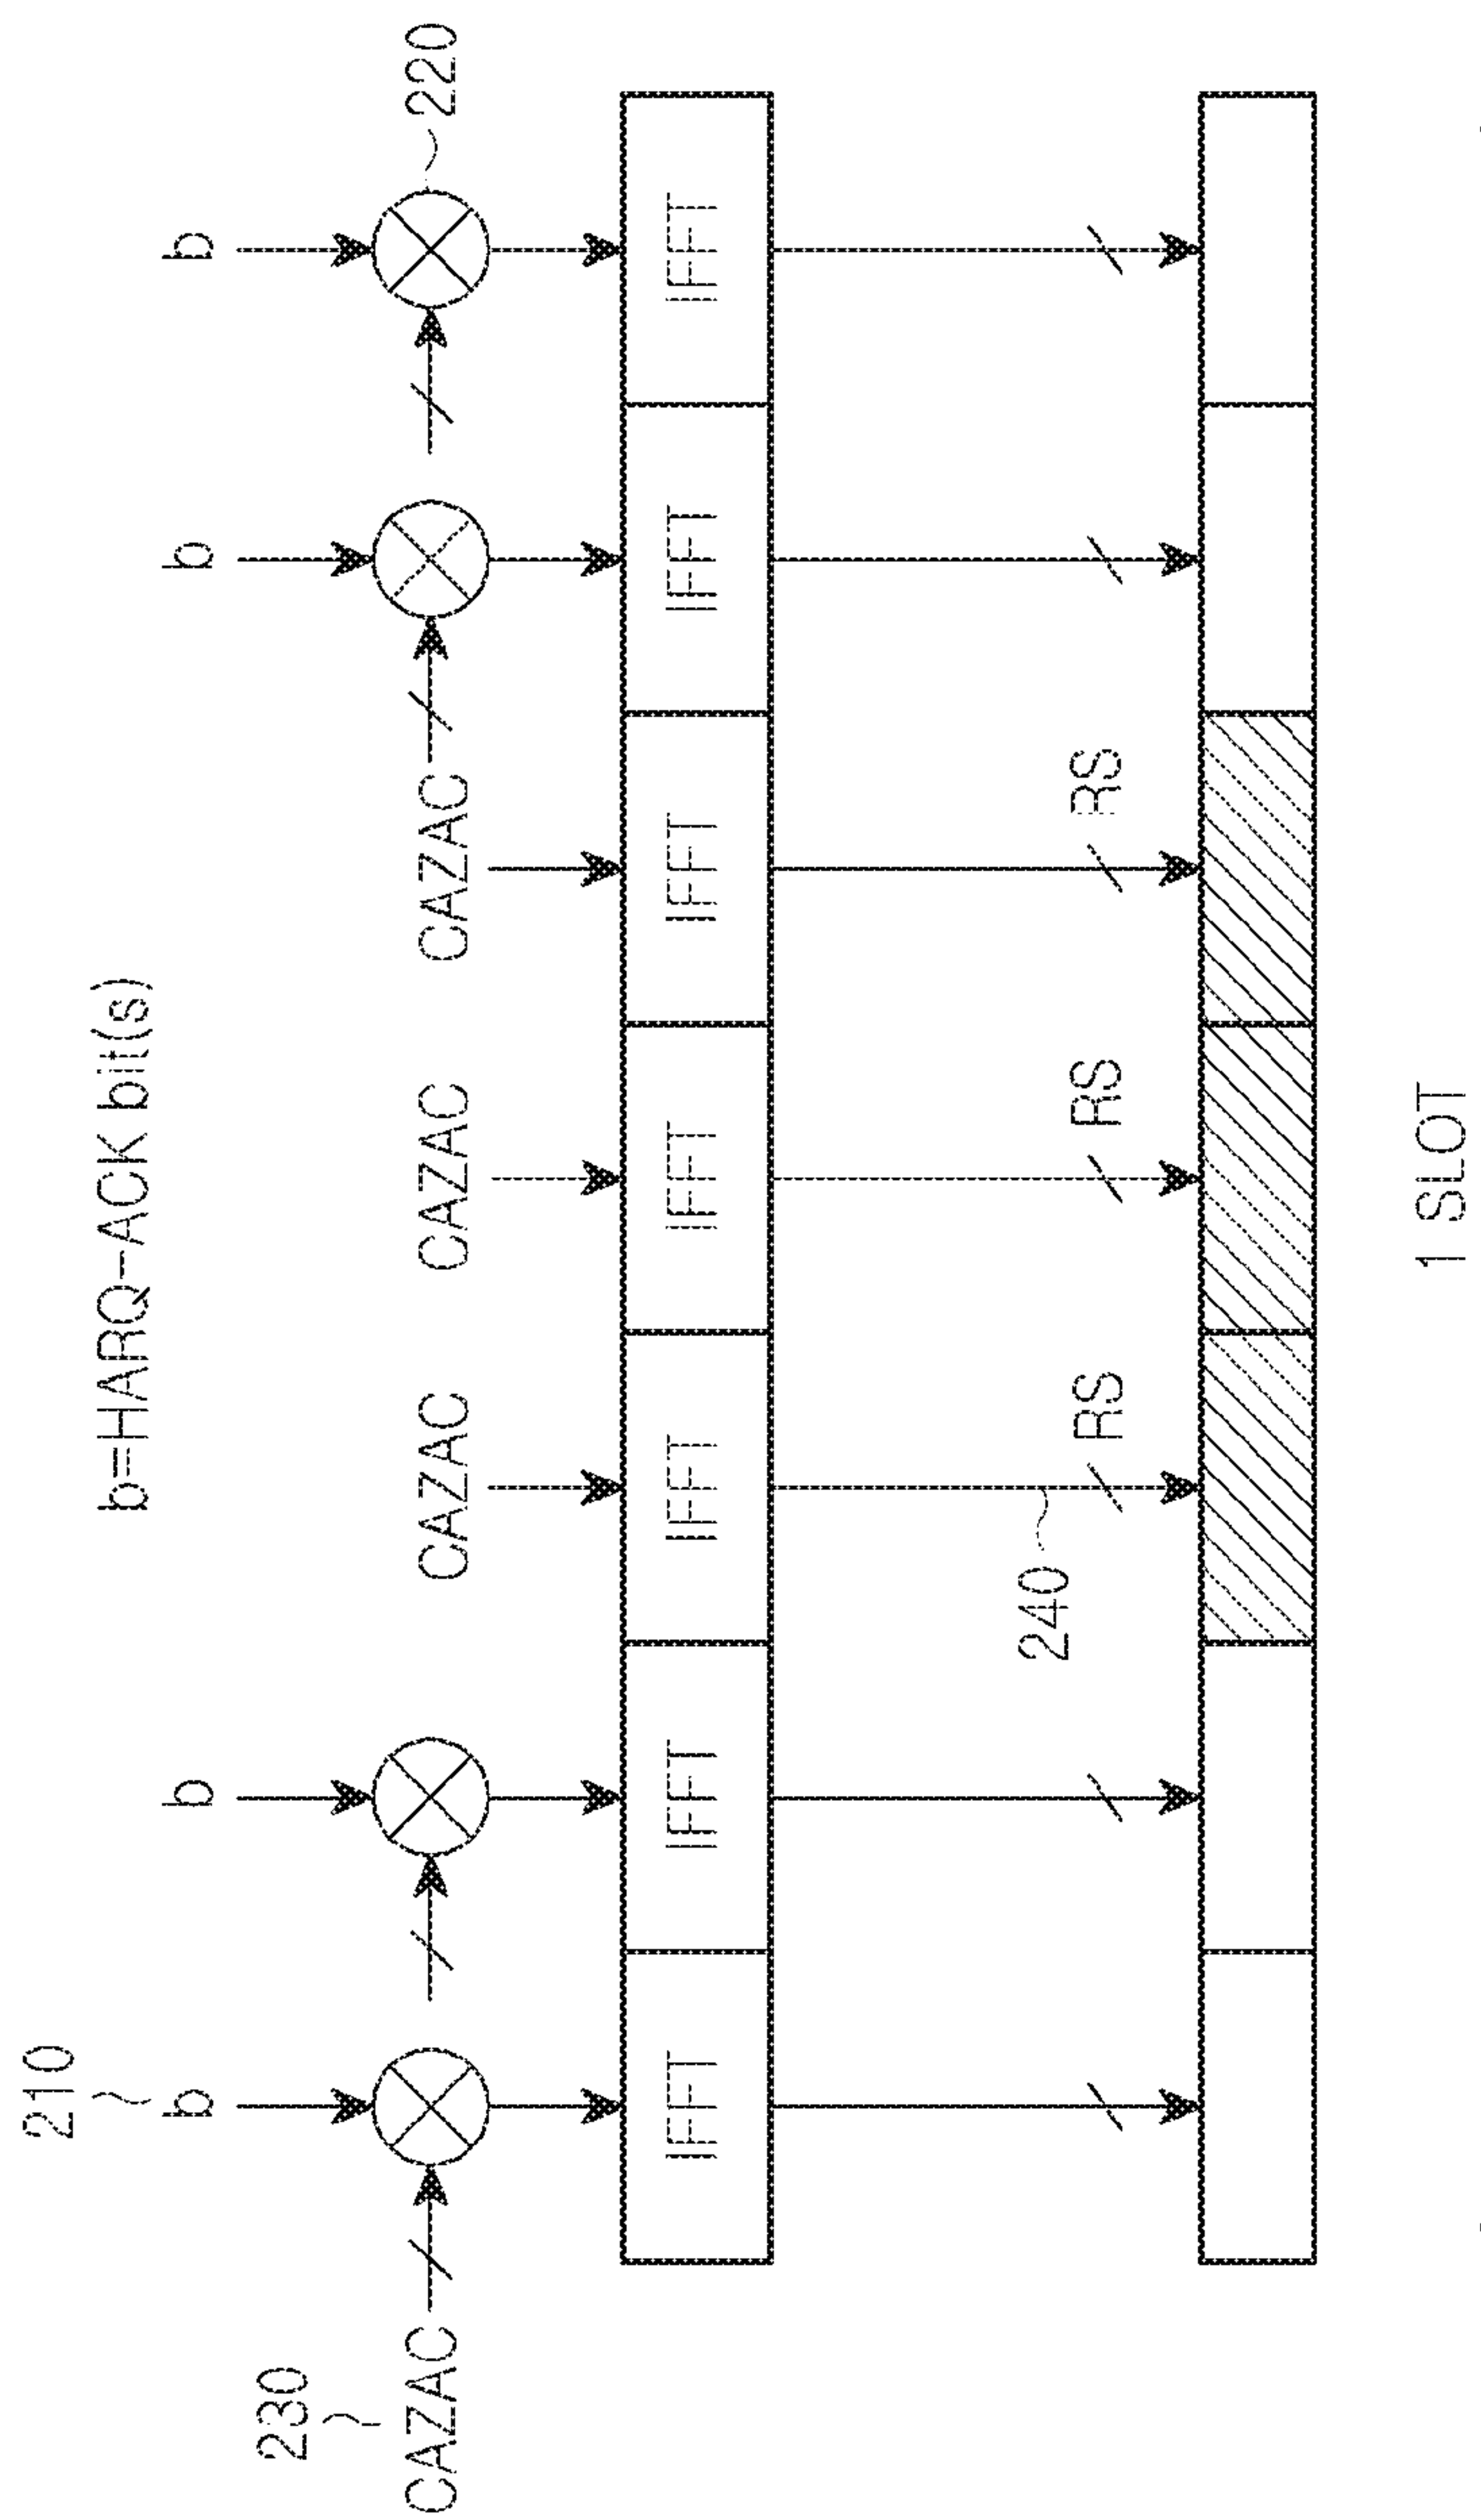 210
b=HARQ-ACK bit(s)
b b b b
230
CAZAC CAZAC CAZAC CAZAC 220
IFFT IFFT IFFT IFFT IFFT IFFT IFFT
240
RS RS RS
1 SLOT